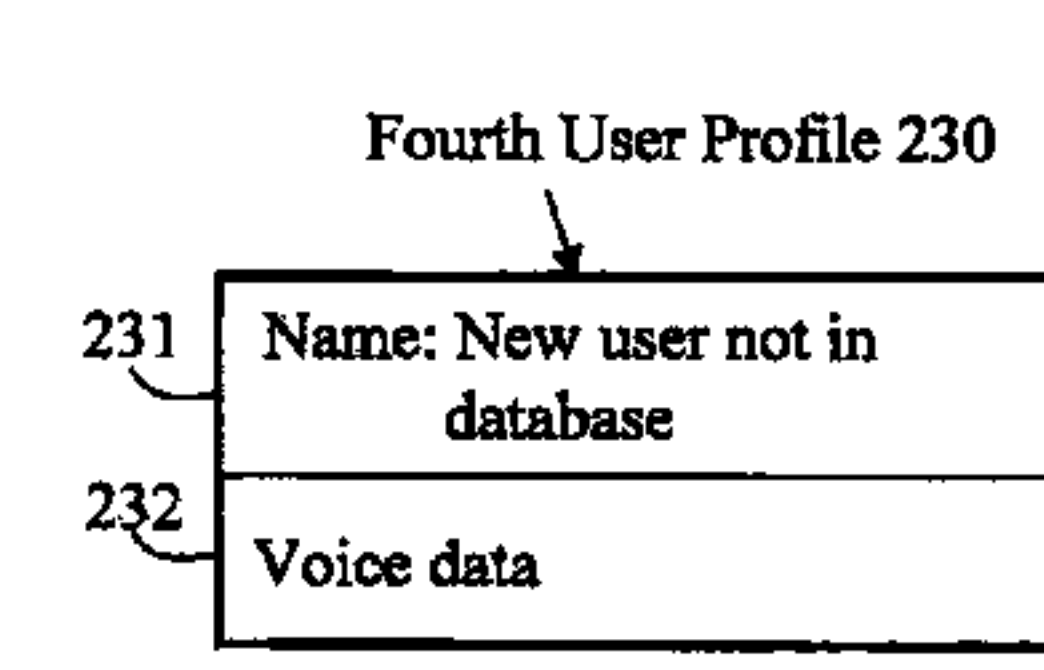 Fourth User Profile 230
231
Name: New user not in
database
232
Voice data